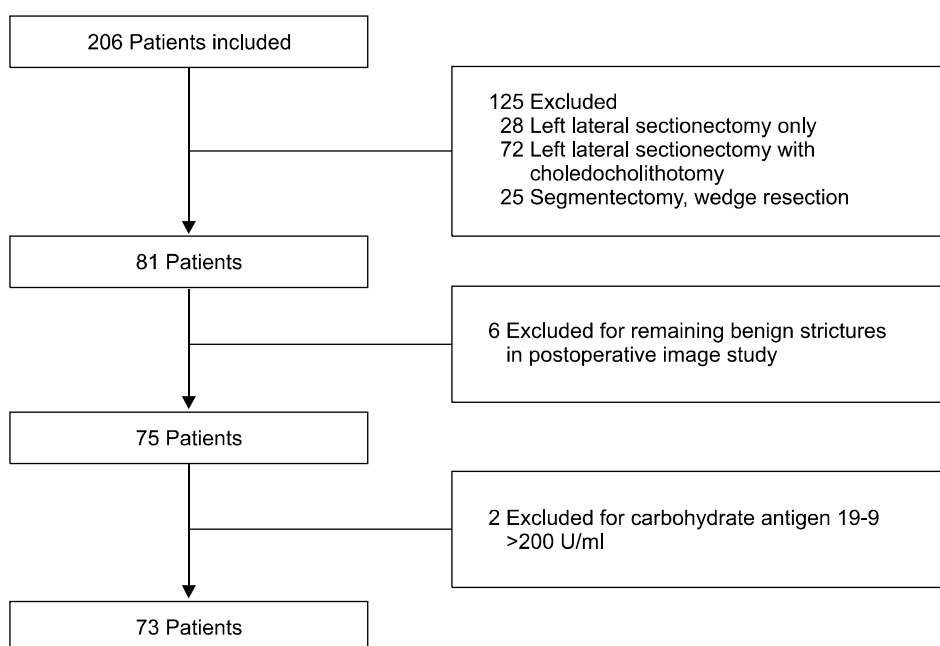 206 Patients included
125 Excluded
28 Left lateral sectionectomy only
72 Left lateral sectionectomy with
choledocholithotomy
25 Segmentectomy, wedge resection
81 Patients
6 Excluded for remaining benign strictures
in postoperative image study
75 Patients
2 Excluded for carbohydrate antigen 19-9
>200 U/ml
73 Patients